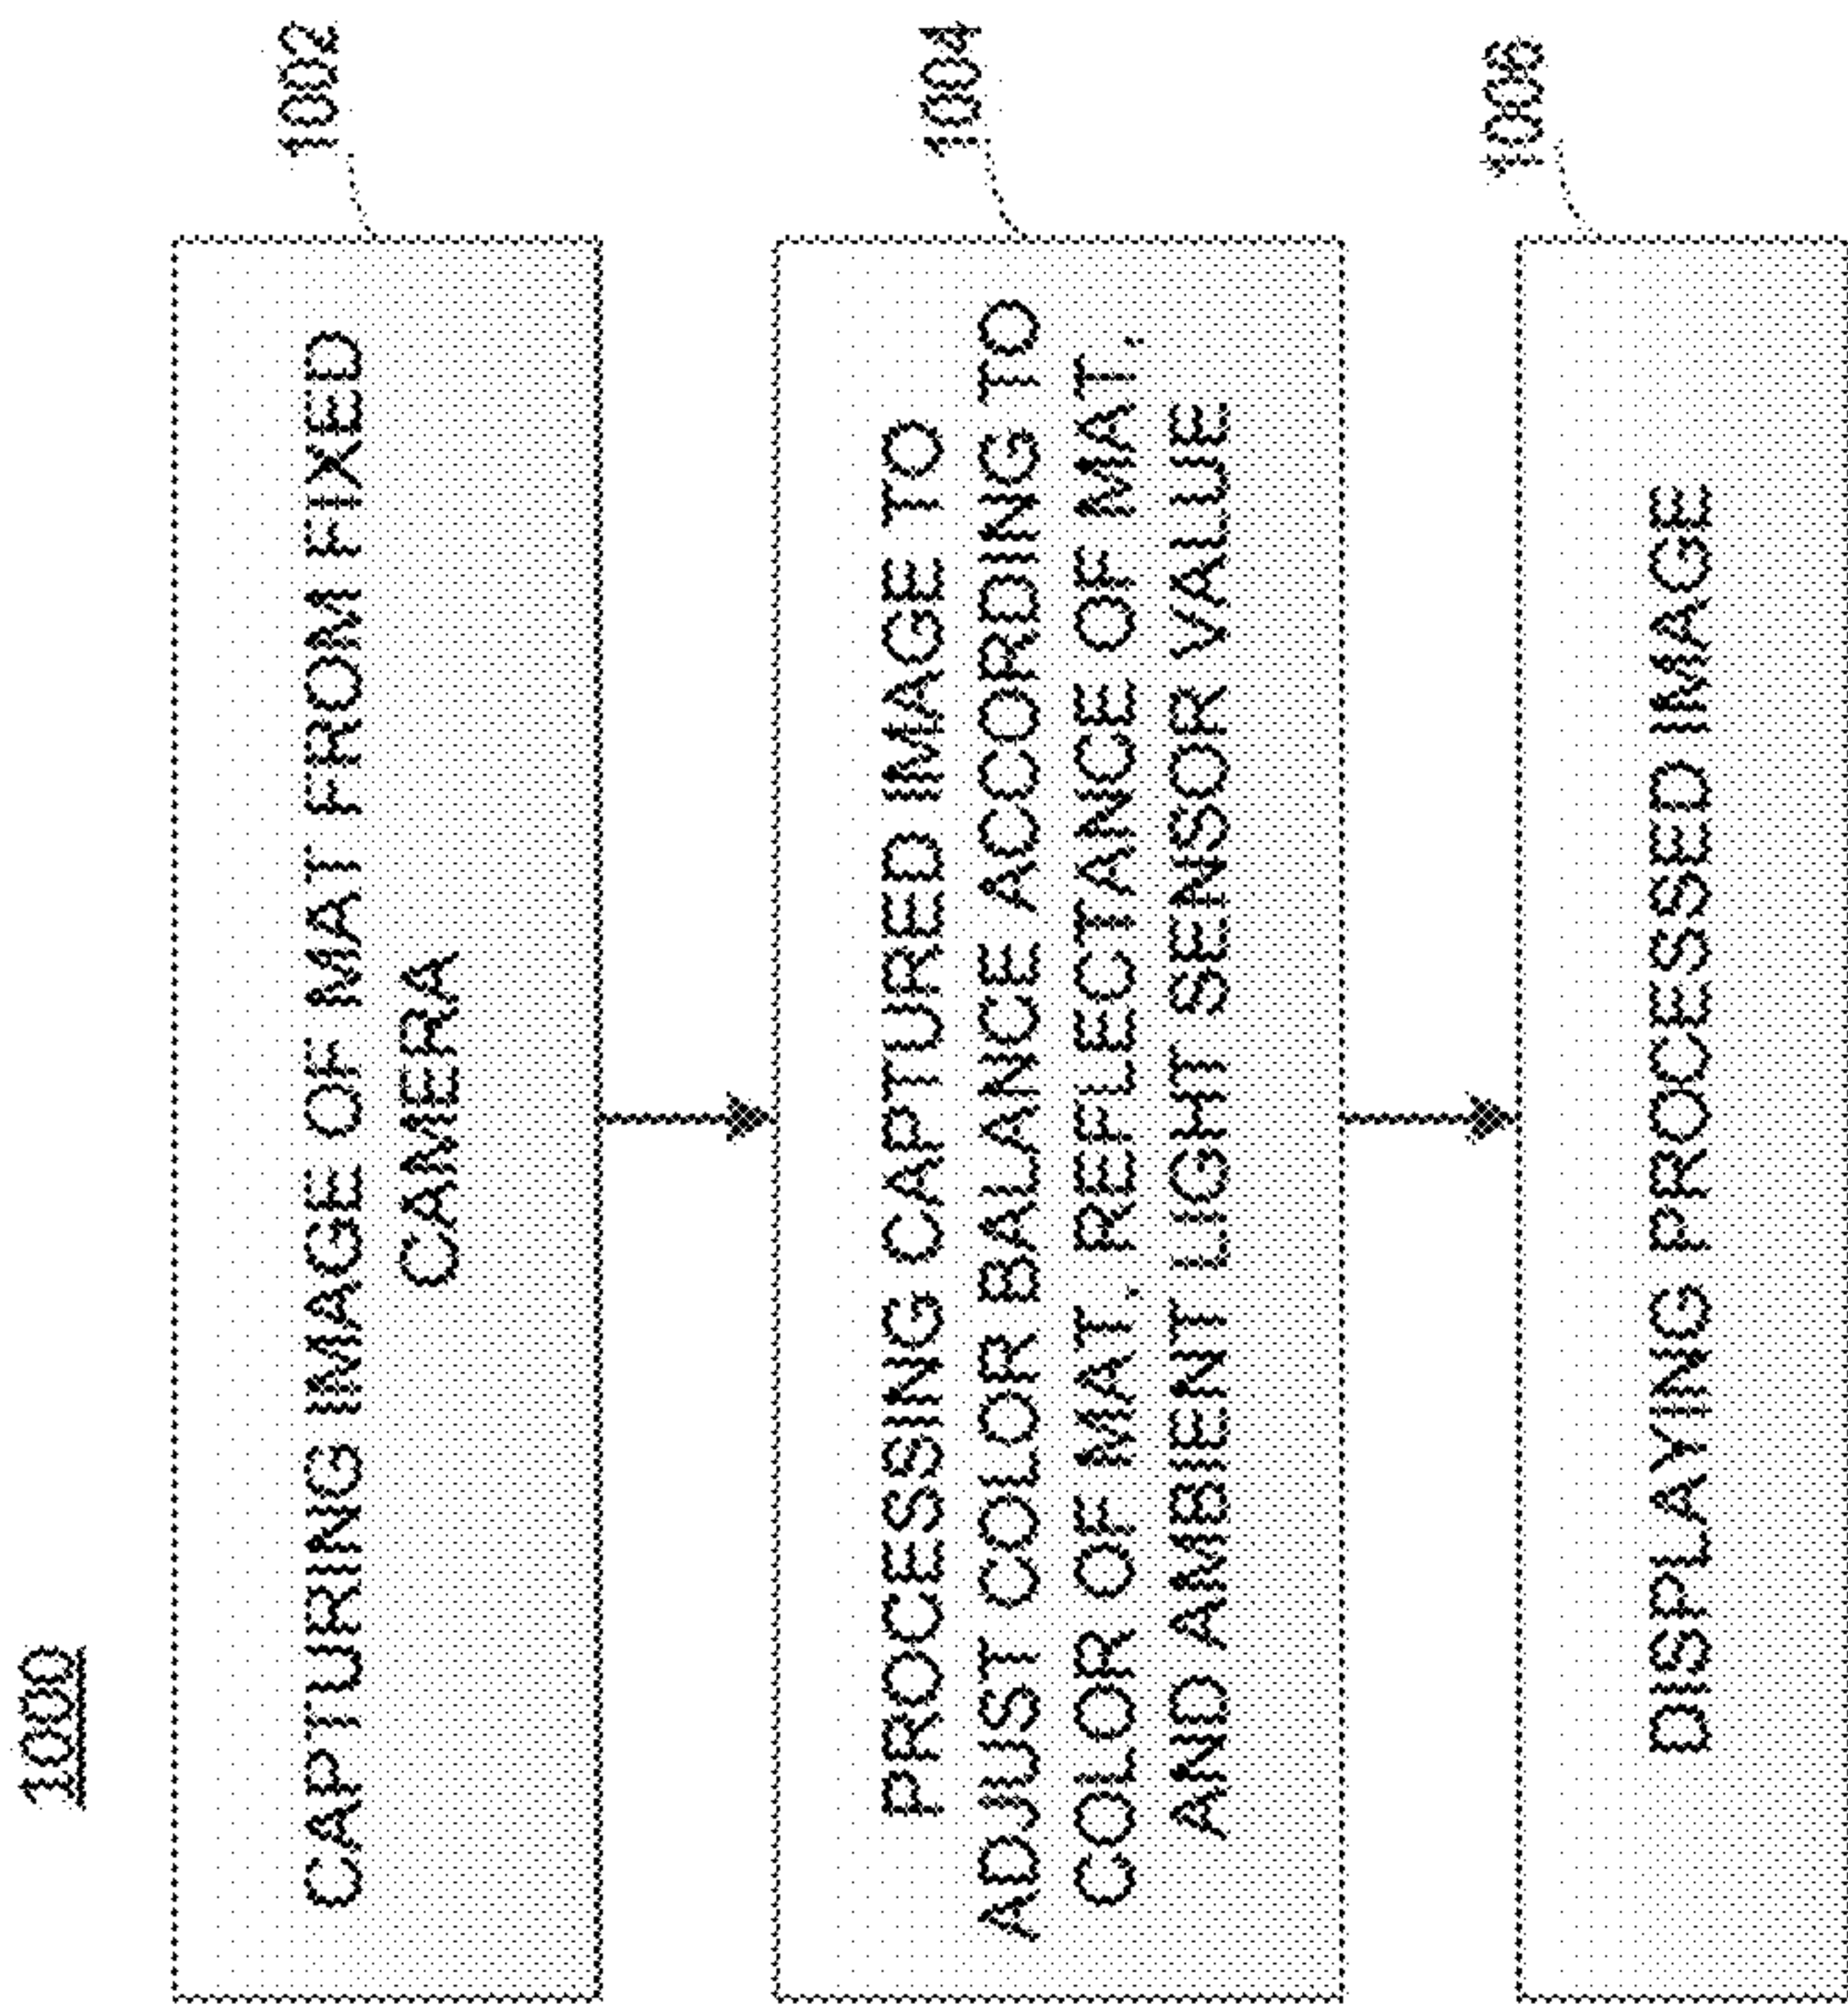 1000
CAPTURING IMAGE OF MAT FROM FIXED
CAMERA
1002
PROCESSING CAPTURED IMAGE TO
ADJUST COLOR BALANCE ACCORDING TO
COLOR OF MAT, REFLECTANCE OF MAT,
AND AMBIENT LIGHT SENSOR VALUE
1004
DISPLAYING PROCESSED IMAGE
1006